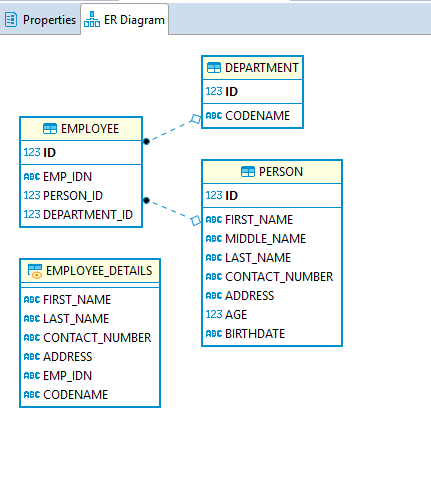 Properties ER Diagram
DEPARTMENT
123 ID
ABC CODENAME
EMPLOYEE
123 ID
ABC EMP_IDN
123 PERSON_ID
123 DEPARTMENT_ID
PERSON
123 ID
ABC FIRST_NAME
ABC MIDDLE_NAME
ABC LAST_NAME
ABC CONTACT_NUMBER
ABC ADDRESS
123 AGE
ABC BIRTHDATE
EMPLOYEE_DETAILS
ABC FIRST_NAME
ABC LAST_NAME
ABC CONTACT_NUMBER
ABC ADDRESS
ABC EMP_IDN
ABC CODENAME